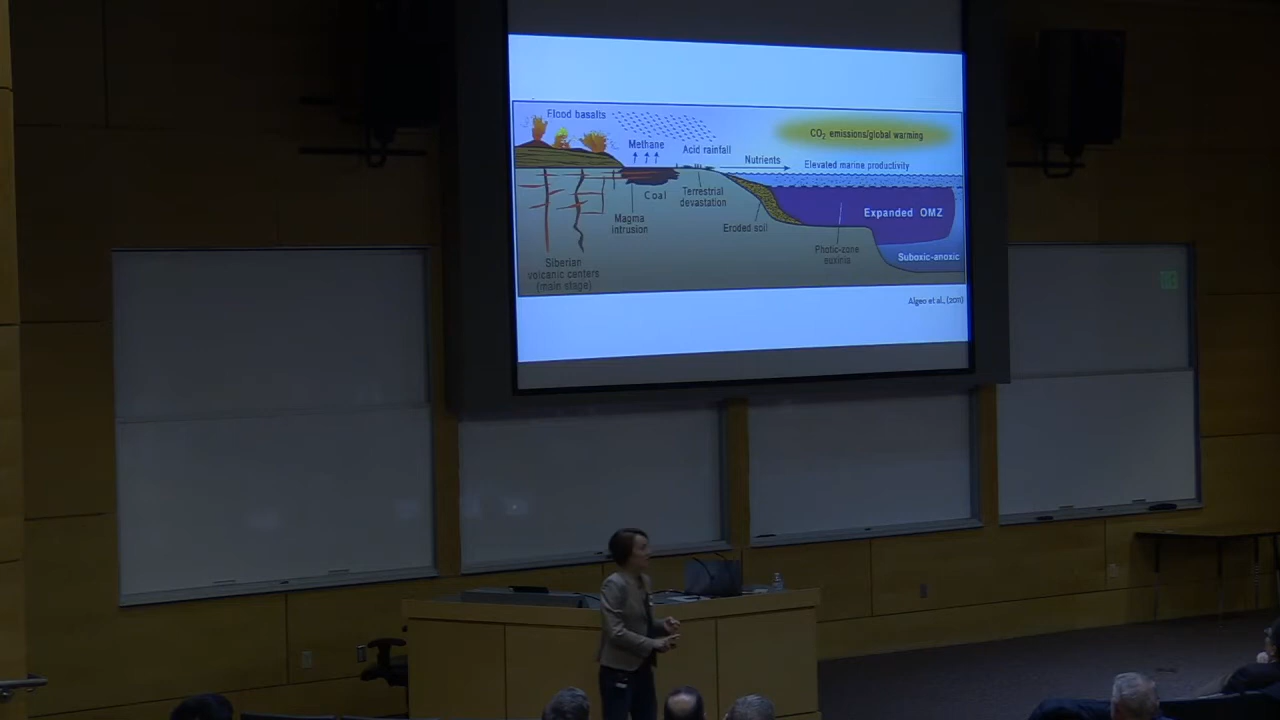 Flood basalts
CO2 emissions/global warming
Methane
Acid rainfall
Nutrients
Elevated marine productivity
Coal
Terrestrial
devastation
Expanded OMZ
Magma
intrusion
Eroded soil
Photic-zone
euxinia
Suboxic-anoxic
Siberian
volcanic centers
(main stage)
Algeo et al., (2011)